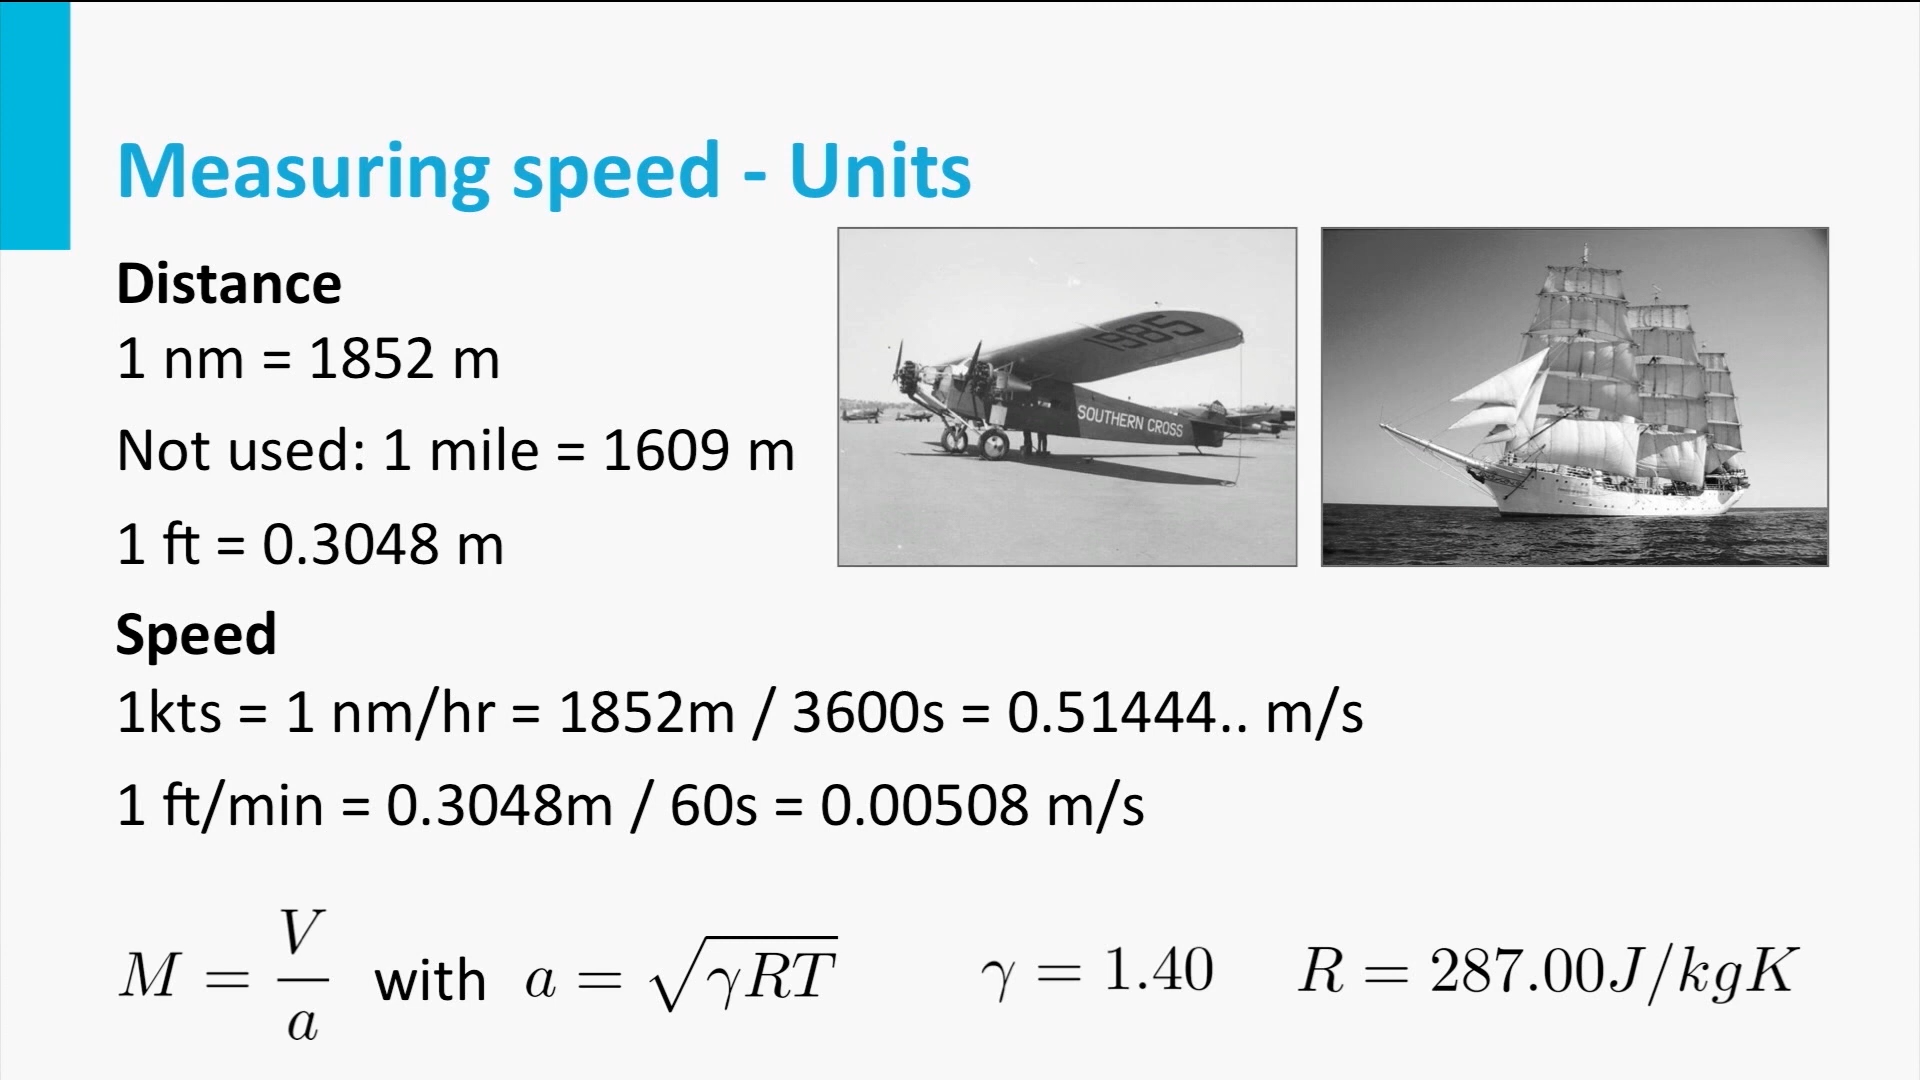 Measuring speed - Units
Distance
1 nm = 1852 m
Not used: 1 mile = 1609 m
1 ft = 0.3048 m
1985
SOUTHERN CROSS
Speed
1kts = 1 nm/hr = 1852m / 3600s = 0.51444.. m/s
1 ft/min = 0.3048m / 60s = 0.00508 m/s
M = V/a with a = √γRT γ = 1.40 R = 287.00J/kgK